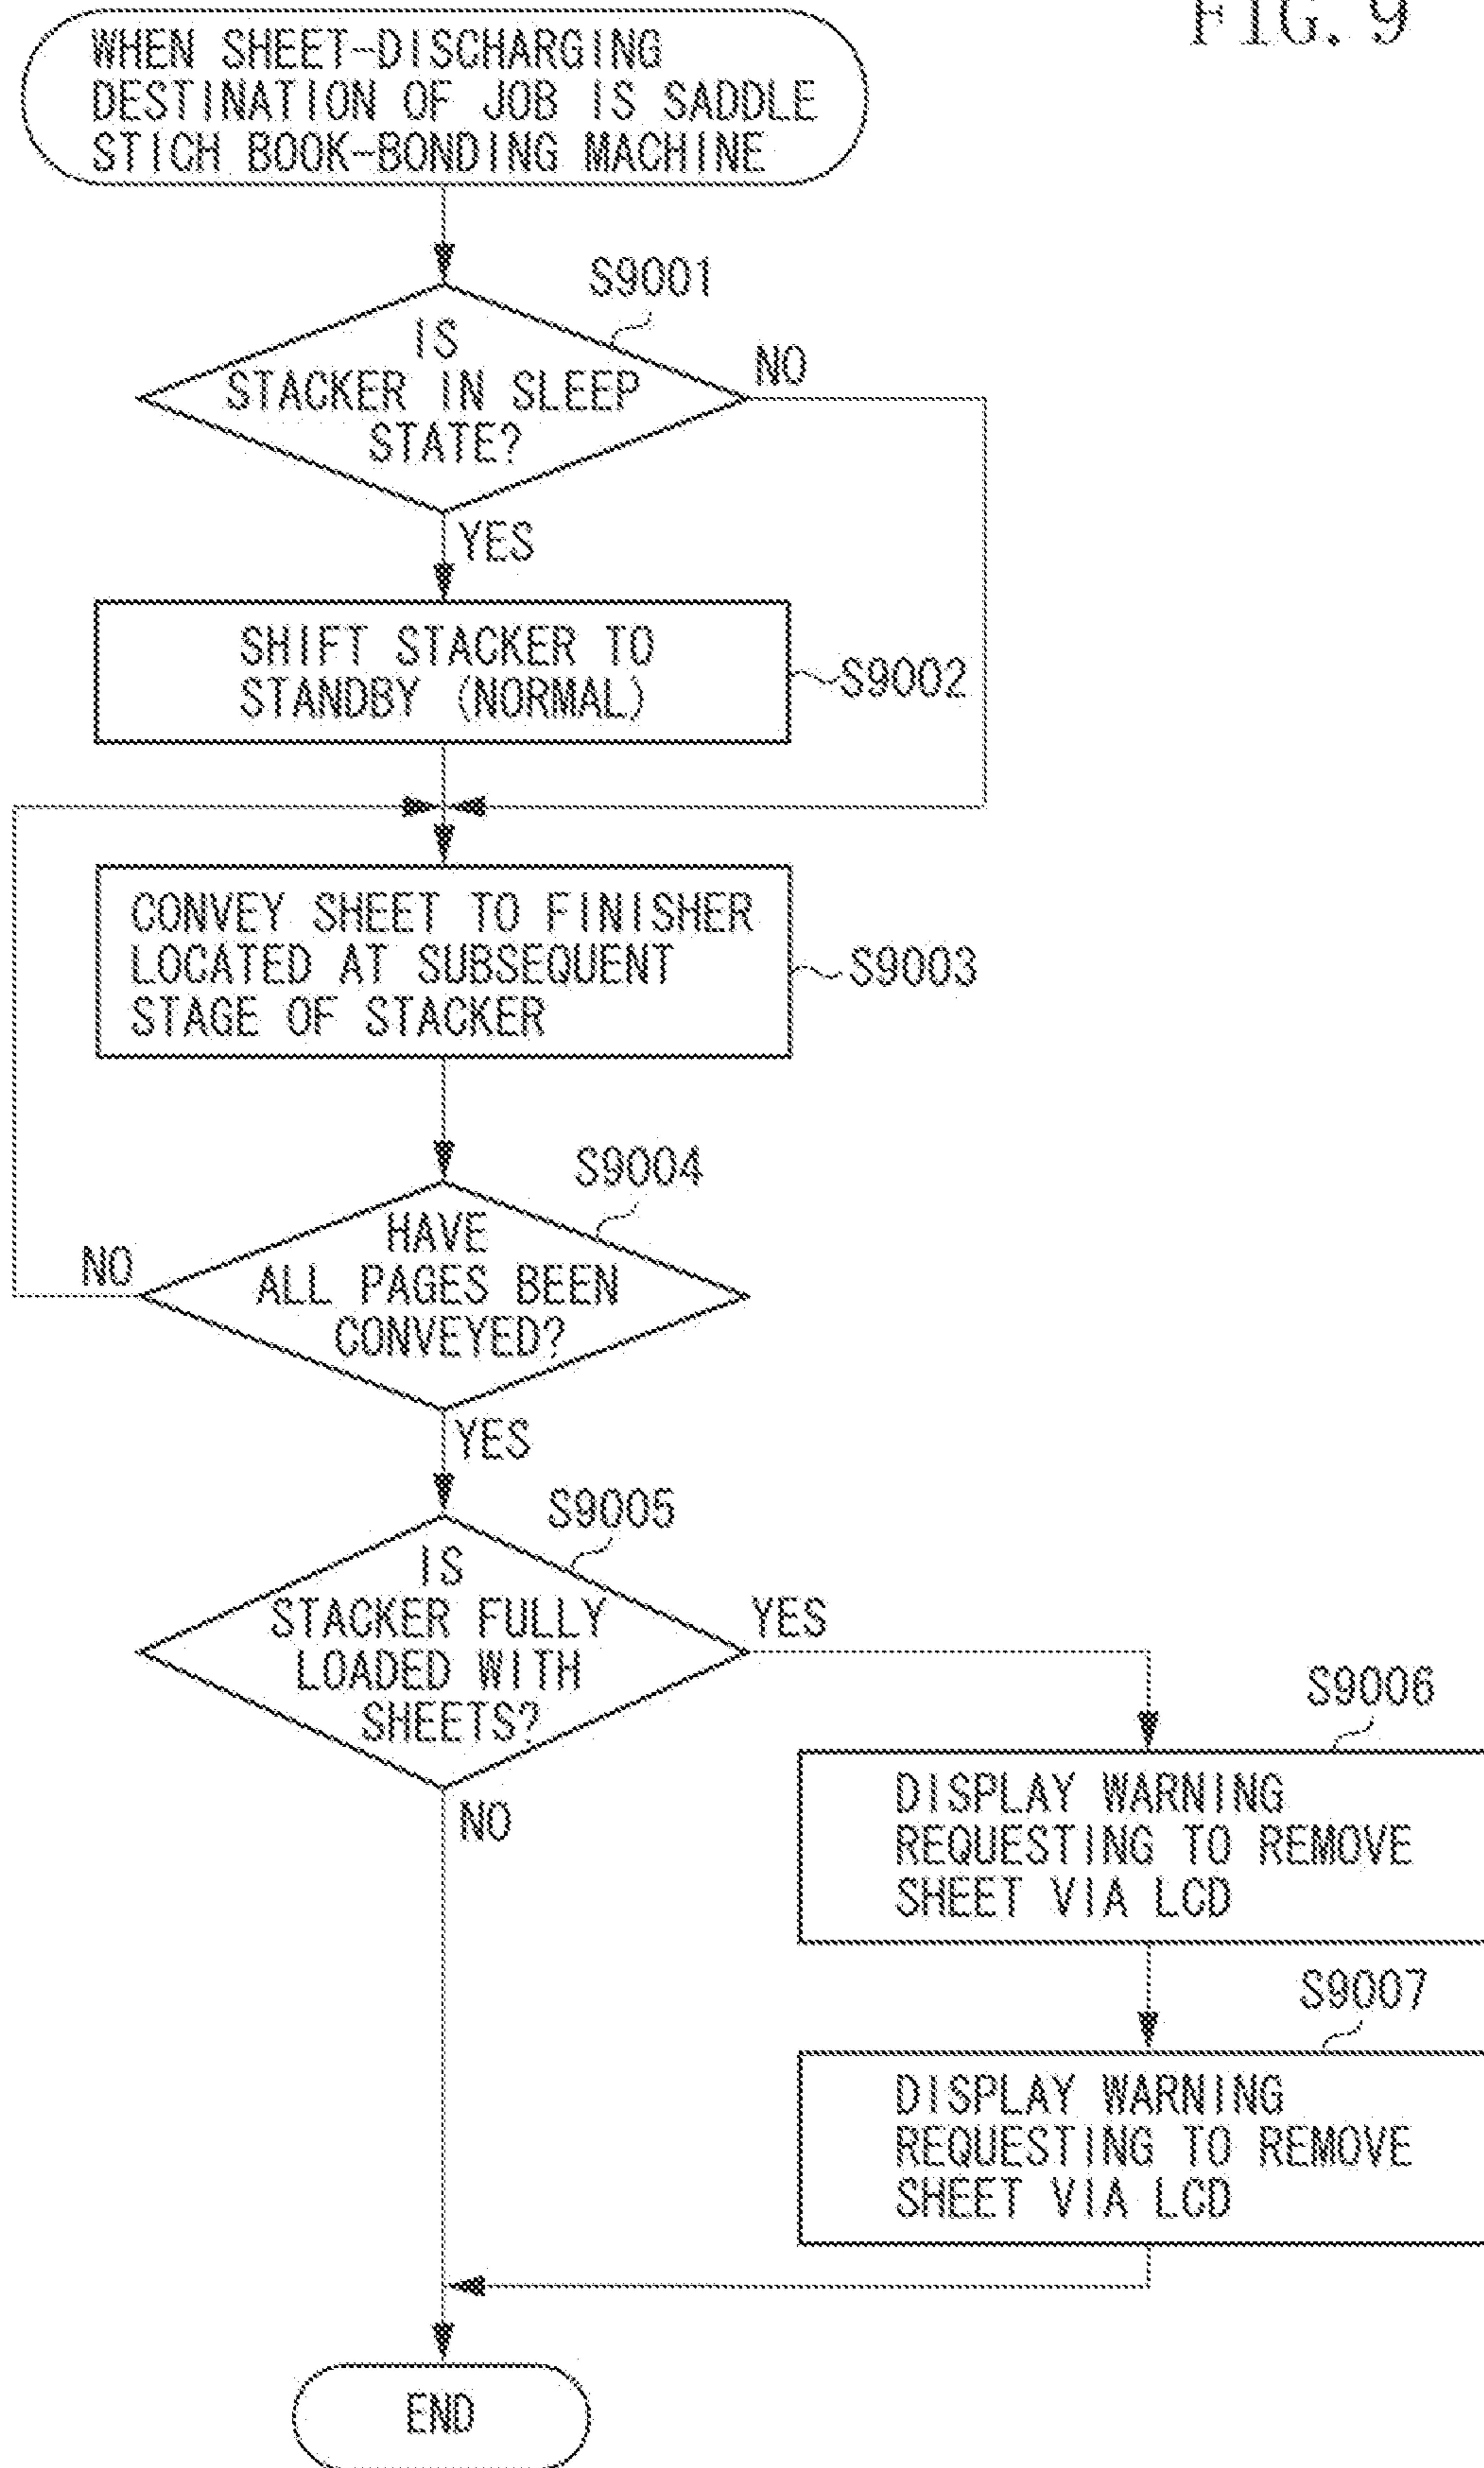 FIG. 9
WHEN SHEET-DISCHARGING
DESTINATION OF JOB IS SADDLE
STICH BOOK-BONDING MACHINE
S9001
IS
STACKER IN SLEEP
STATE?
NO
YES
SHIFT STACKER TO
STANDBY (NORMAL)
S9002
CONVEY SHEET TO FINISHER
LOCATED AT SUBSEQUENT
STAGE OF STACKER
S9003
S9004
HAVE
ALL PAGES BEEN
CONVEYED?
NO
YES
S9005
IS
STACKER FULLY
LOADED WITH
SHEETS?
YES
NO
S9006
DISPLAY WARNING
REQUESTING TO REMOVE
SHEET VIA LCD
S9007
DISPLAY WARNING
REQUESTING TO REMOVE
SHEET VIA LCD
END